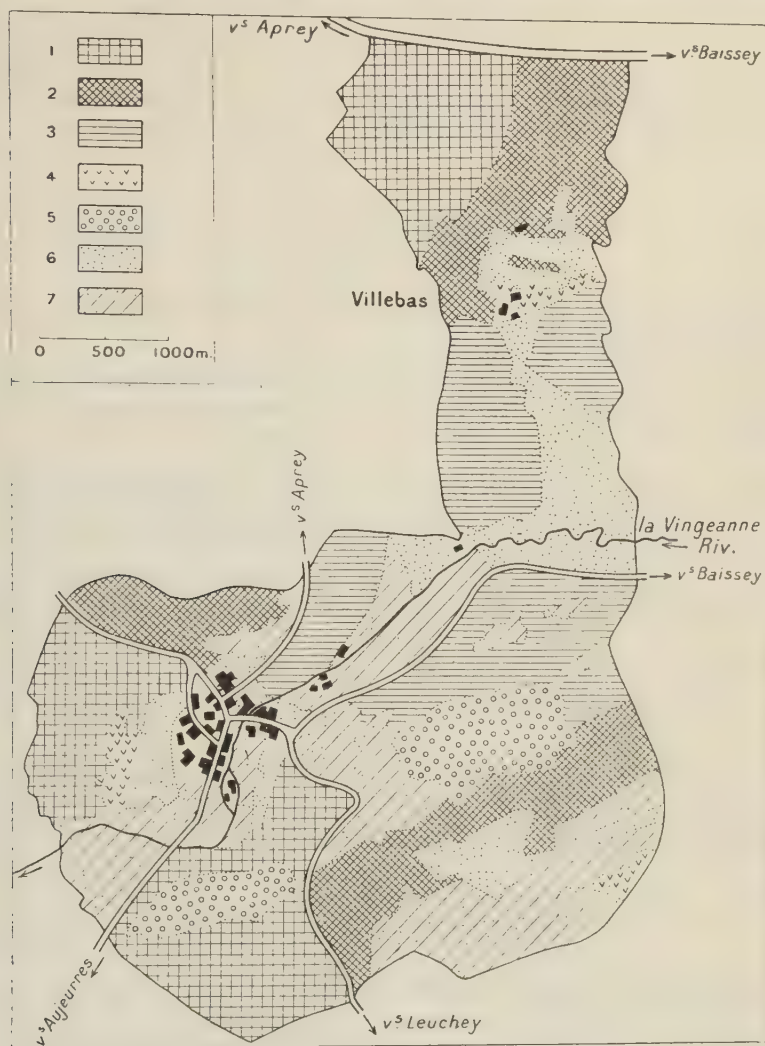 vˢ Aprey
vˢ Baissey
1
2
3
4
5
6
7
0 500 1000m.
Villebas
vˢ Aprey
la Vingeanne
Riv.
vˢ Baissey
vˢ Aujeurres
vˢ Leuchey